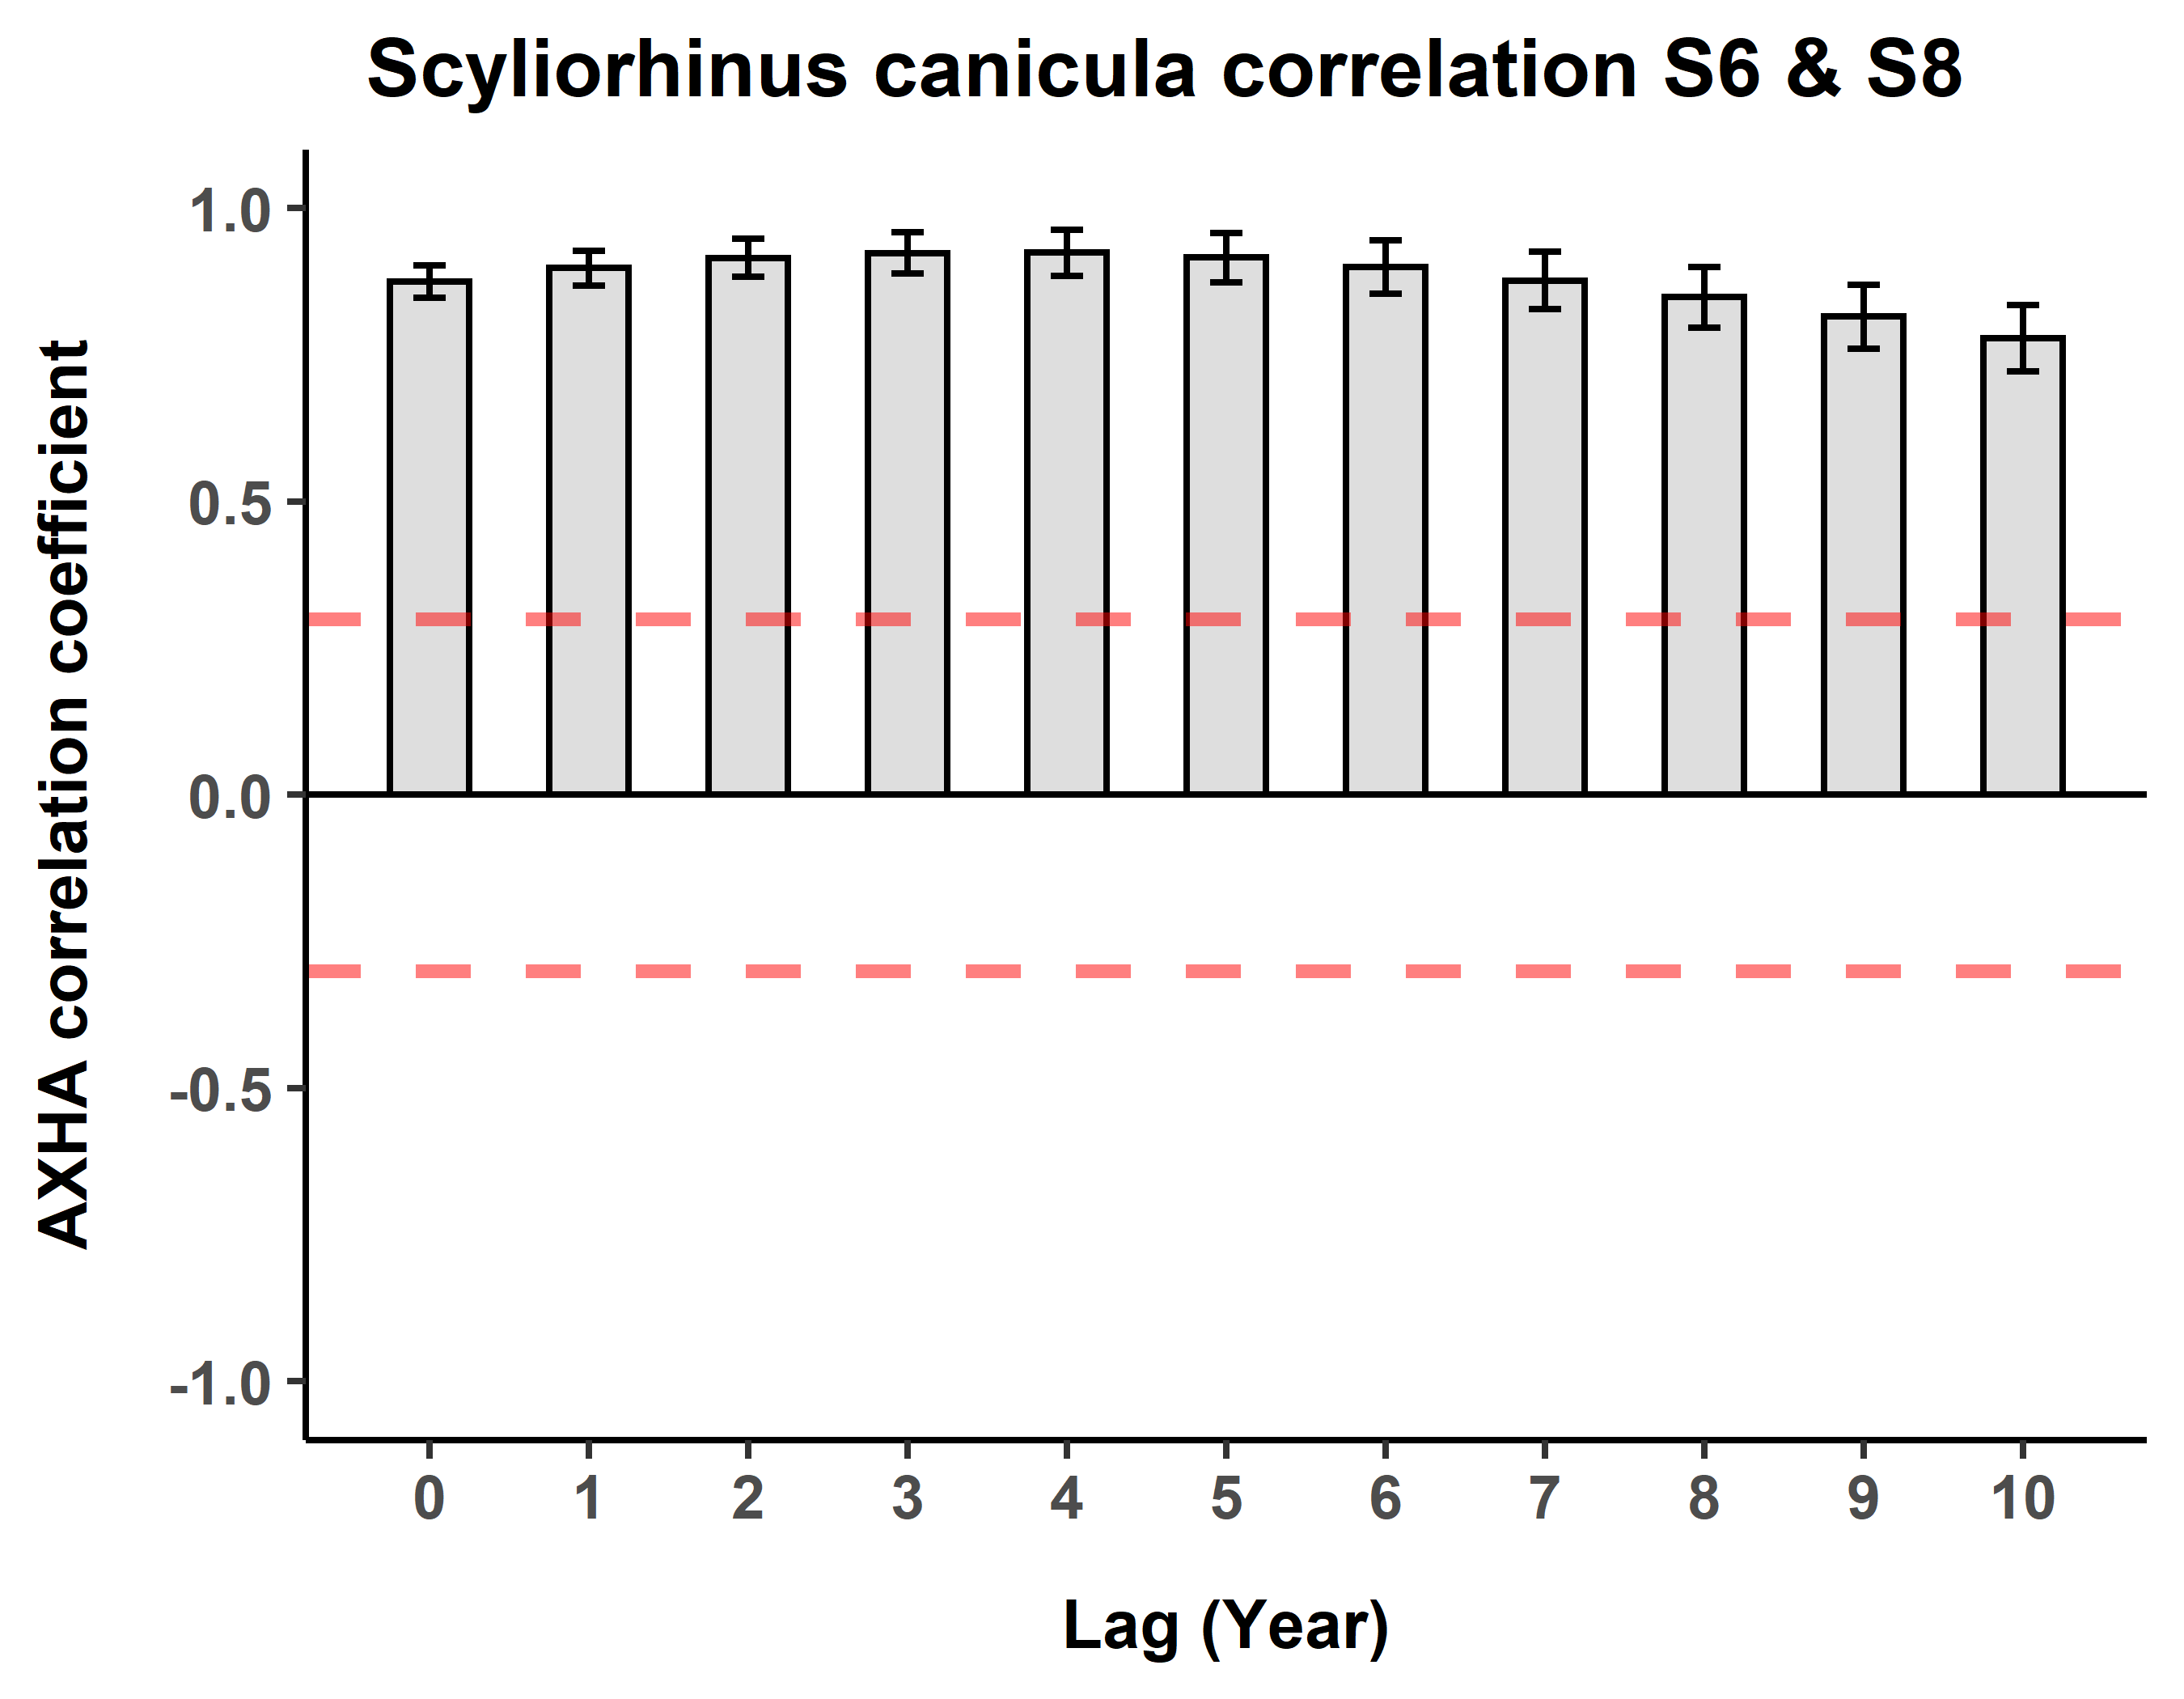 Scyliorhinus canicula correlation S6 & S8
AXHA correlation coefficient
1.0
0.5
0.0
-0.5
-1.0
0 1 2 3 4 5 6 7 8 9 10
Lag (Year)